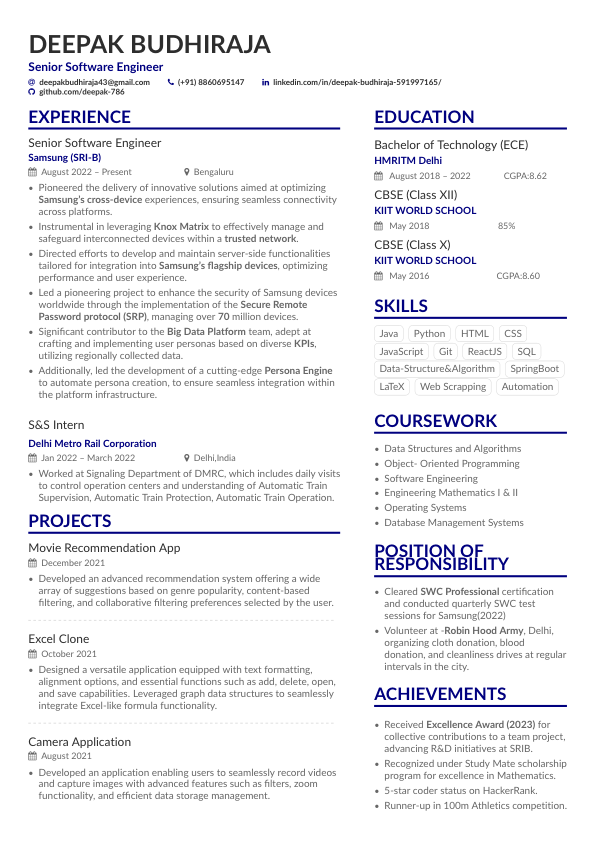 DEEPAK BUDHIRAJA
Senior Software Engineer
deepakbudhiraja43@gmail.com (+91) 8860695147 linkedin.com/in/deepak-budhiraja-591997165/
github.com/deepak-786
EXPERIENCE
Senior Software Engineer
Samsung (SRI-B)
August 2022 – Present Bengaluru
• Pioneered the delivery of innovative solutions aimed at optimizing
Samsung's cross-device experiences, ensuring seamless connectivity
across platforms.
• Instrumental in leveraging Knox Matrix to effectively manage and
safeguard interconnected devices within a trusted network.
• Directed efforts to develop and maintain server-side functionalities
tailored for integration into Samsung's flagship devices, optimizing
performance and user experience.
• Led a pioneering project to enhance the security of Samsung devices
worldwide through the implementation of the Secure Remote
Password protocol (SRP), managing over 70 million devices.
• Significant contributor to the Big Data Platform team, adept at
crafting and implementing user personas based on diverse KPIs,
utilizing regionally collected data.
• Additionally, led the development of a cutting-edge Persona Engine
to automate persona creation, to ensure seamless integration within
the platform infrastructure.
S&S Intern
Delhi Metro Rail Corporation
Jan 2022 – March 2022 Delhi,India
• Worked at Signaling Department of DMRC, which includes daily visits
to control operation centers and understanding of Automatic Train
Supervision, Automatic Train Protection, Automatic Train Operation.
PROJECTS
Movie Recommendation App
December 2021
• Developed an advanced recommendation system offering a wide
array of suggestions based on genre popularity, content-based
filtering, and collaborative filtering preferences selected by the user.
Excel Clone
October 2021
• Designed a versatile application equipped with text formatting,
alignment options, and essential functions such as add, delete, open,
and save capabilities. Leveraged graph data structures to seamlessly
integrate Excel-like formula functionality.
Camera Application
August 2021
• Developed an application enabling users to seamlessly record videos
and capture images with advanced features such as filters, zoom
functionality, and efficient data storage management.
EDUCATION
Bachelor of Technology (ECE)
HMRITM Delhi
August 2018 – 2022 CGPA:8.62
CBSE (Class XII)
KIIT WORLD SCHOOL
May 2018 85%
CBSE (Class X)
KIIT WORLD SCHOOL
May 2016 CGPA:8.60
SKILLS
Java Python HTML CSS
JavaScript Git ReactJS SQL
Data-Structure&Algorithm SpringBoot
LaTeX Web Scrapping Automation
COURSEWORK
• Data Structures and Algorithms
• Object- Oriented Programming
• Software Engineering
• Engineering Mathematics I & II
• Operating Systems
• Database Management Systems
POSITION OF
RESPONSIBILITY
• Cleared SWC Professional certification
and conducted quarterly SWC test
sessions for Samsung(2022)
• Volunteer at -Robin Hood Army, Delhi,
organizing cloth donation, blood
donation, and cleanliness drives at regular
intervals in the city.
ACHIEVEMENTS
• Received Excellence Award (2023) for
collective contributions to a team project,
advancing R&D initiatives at SRIB.
• Recognized under Study Mate scholarship
program for excellence in Mathematics.
• 5-star coder status on HackerRank.
• Runner-up in 100m Athletics competition.